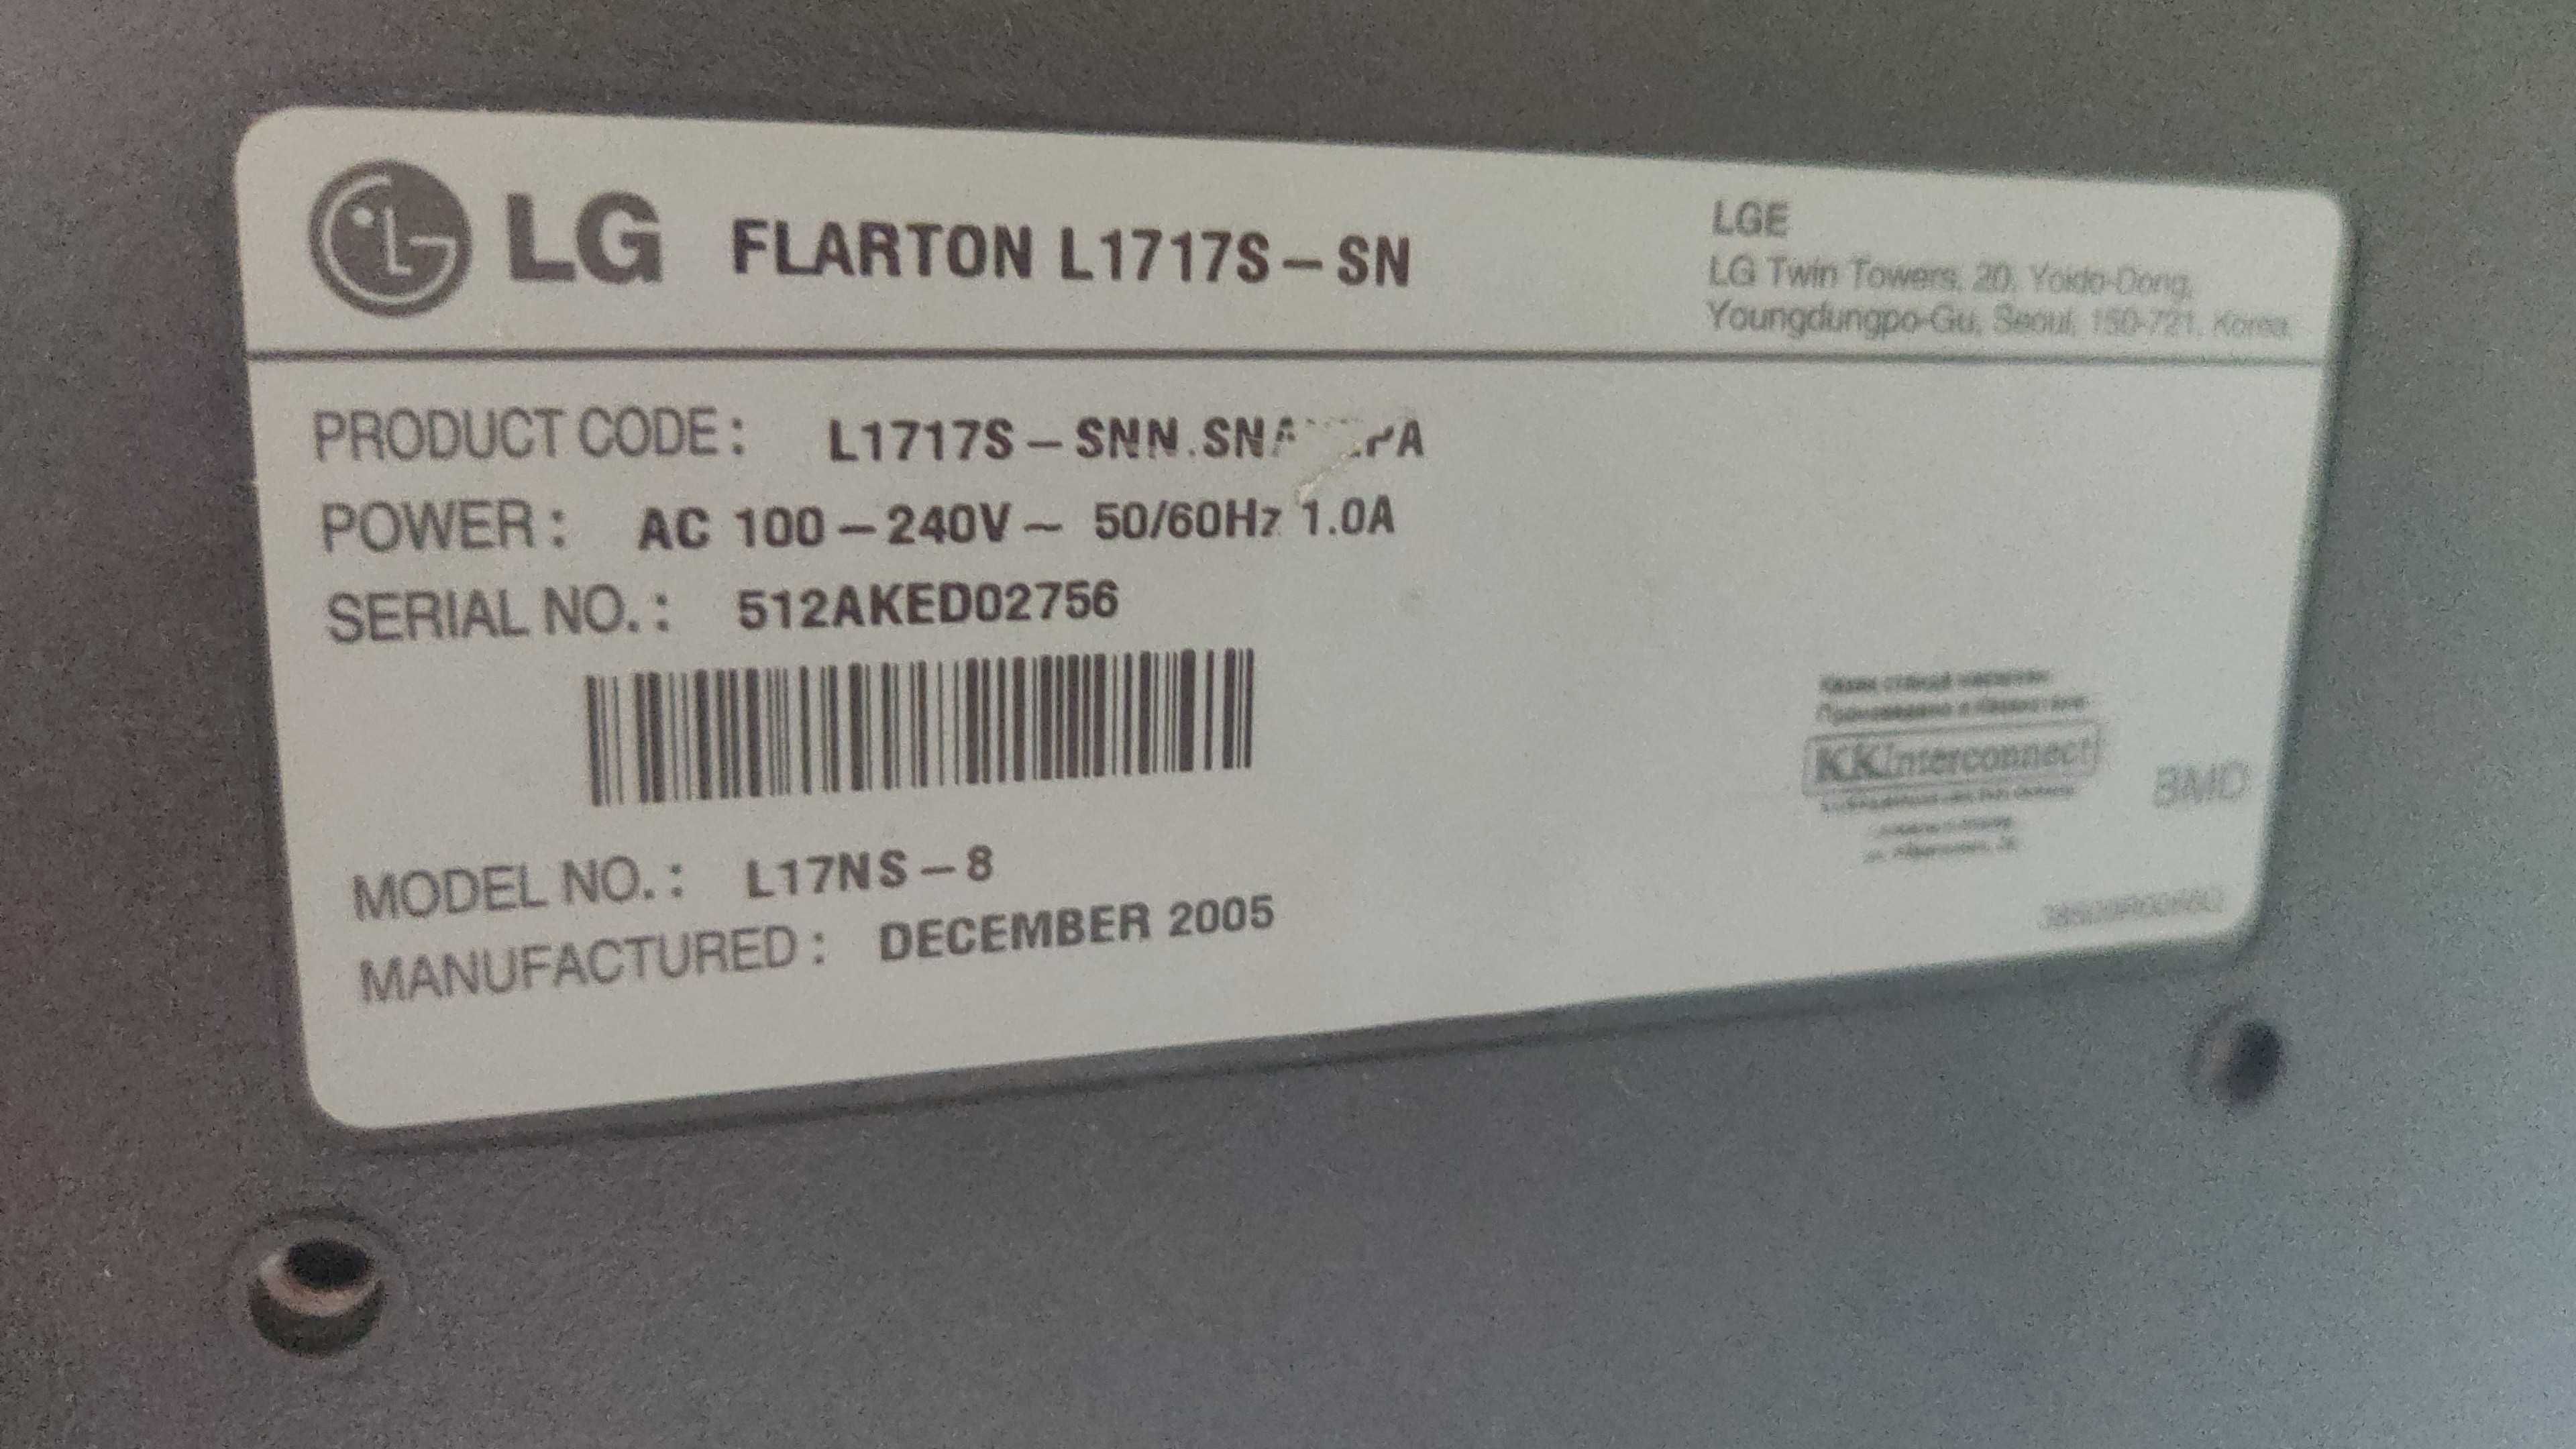 LG FLARTON L1717S-SN
LGE
LG Twin Towers, 20, Yoido-Dong,
Youngdungpo-Gu, Seoul, 150-721, Korea.
PRODUCT CODE: L1717S-SNN.
POWER: AC 100-240V~ 50/60Hz 1.0A
SERIAL NO.: 512AKED02756
MODEL NO.: L17NS-8
MANUFACTURED: DECEMBER 2005
KKInterconnect
BMD